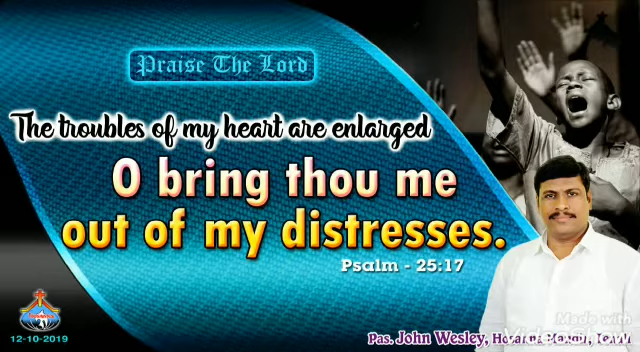 Praise The Lord
The troubles of my heart are enlarged
O bring thou me
out of my distresses.
Psalm - 25:17
12-10-2019
Made with
Pas. John Wesley, Hosanna